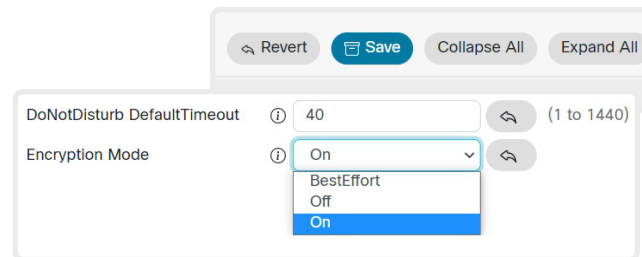 Revert Save Collapse All Expand All
DoNotDisturb DefaultTimeout 40 (1 to 1440)
Encryption Mode On
BestEffort
Off
On